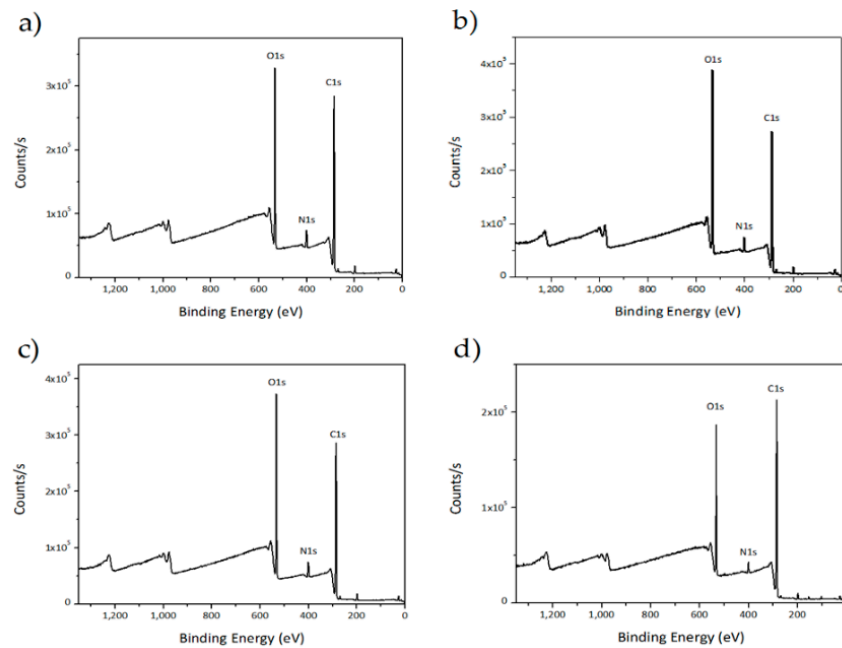 a)
O1s
C1s
N1s
3x10⁵
2x10⁵
1x10⁵
0
Counts/s
1,200 1,000 800 600 400 200 0
Binding Energy (eV)
b)
O1s
C1s
N1s
4x10⁵
3x10⁵
2x10⁵
1x10⁵
0
Counts/s
1,200 1,000 800 600 400 200 0
Binding Energy (eV)
c)
O1s
C1s
N1s
4x10⁵
3x10⁵
2x10⁵
1x10⁵
0
Counts/s
1,200 1,000 800 600 400 200 0
Binding Energy (eV)
d)
C1s
O1s
N1s
2x10⁵
1x10⁵
0
Counts/s
1,200 1,000 800 600 400 200 0
Binding Energy (eV)